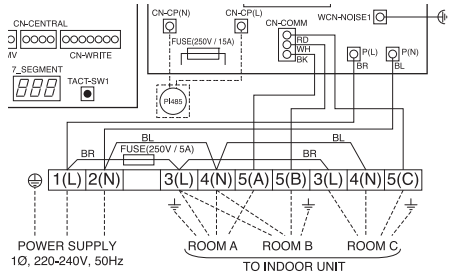 CN-CENTRAL
MV
CN-WRITE
7_SEGMENT
TACT-SW1
CN-CP(N)
CN-CP(L)
FUSE(250V / 15A)
PI485
CN-COMM
RD
WH
BK
WCN-NOISE1
P(L)
P(N)
BR
BL
BL
BL
FUSE(250V / 5A)
BR
BR
1(L) 2(N) 3(L) 4(N) 5(A) 5(B) 3(L) 4(N) 5(C)
POWER SUPPLY
1Ø, 220-240V, 50Hz
ROOM A
ROOM B
ROOM C
TO INDOOR UNIT